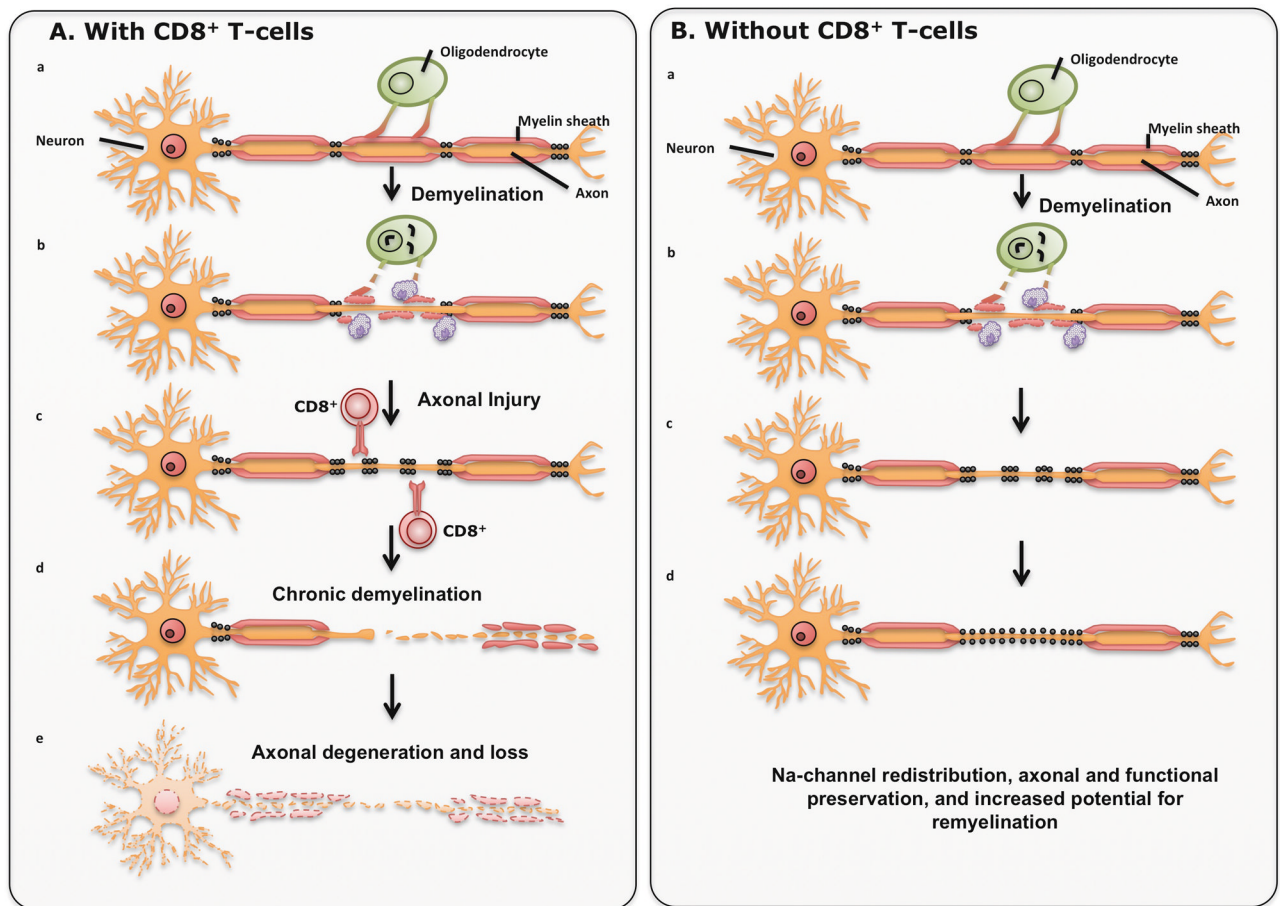 A. With CD8⁺ T-cells
a
Oligodendrocyte
Myelin sheath
Neuron
Axon
Demyelination
b
Axonal Injury
CD8⁺
c
CD8⁺
d
Chronic demyelination
e
Axonal degeneration and loss
B. Without CD8⁺ T-cells
a
Oligodendrocyte
Myelin sheath
Neuron
Axon
Demyelination
b
c
d
Na-channel redistribution, axonal and functional
preservation, and increased potential for
remyelination